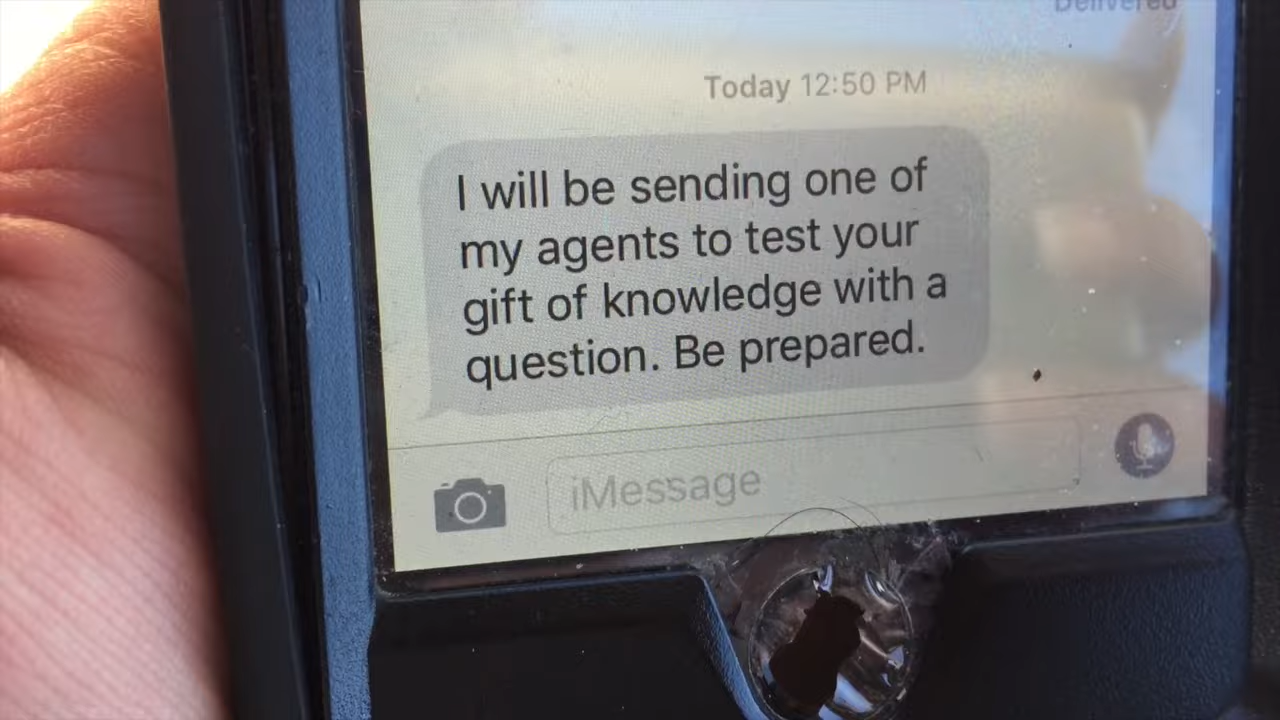 Delivered
Today 12:50 PM
I will be sending one of
my agents to test your
gift of knowledge with a
question. Be prepared.
iMessage